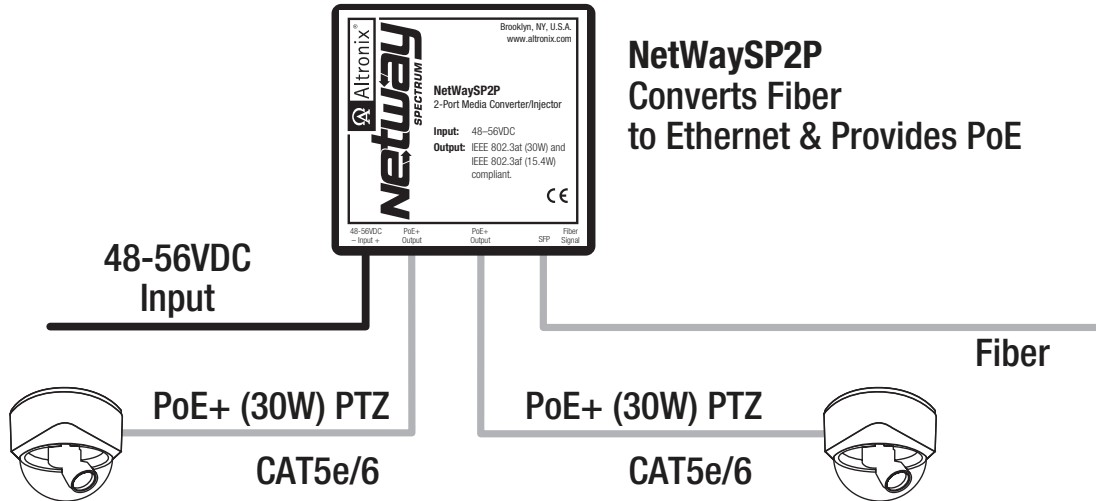 Altronix®
Netway
SPECTRUM
Brooklyn, NY, U.S.A.
www.altronix.com
NetWaySP2P
2-Port Media Converter/Injector
Input: 48–56VDC
Output: IEEE 802.3at (30W) and
IEEE 802.3af (15.4W)
compliant.
CE
48-56VDC
– Input +
PoE+
Output
PoE+
Output
SFP
Fiber
Signal
NetWaySP2P
Converts Fiber
to Ethernet & Provides PoE
48-56VDC
Input
Fiber
PoE+ (30W) PTZ
CAT5e/6
PoE+ (30W) PTZ
CAT5e/6